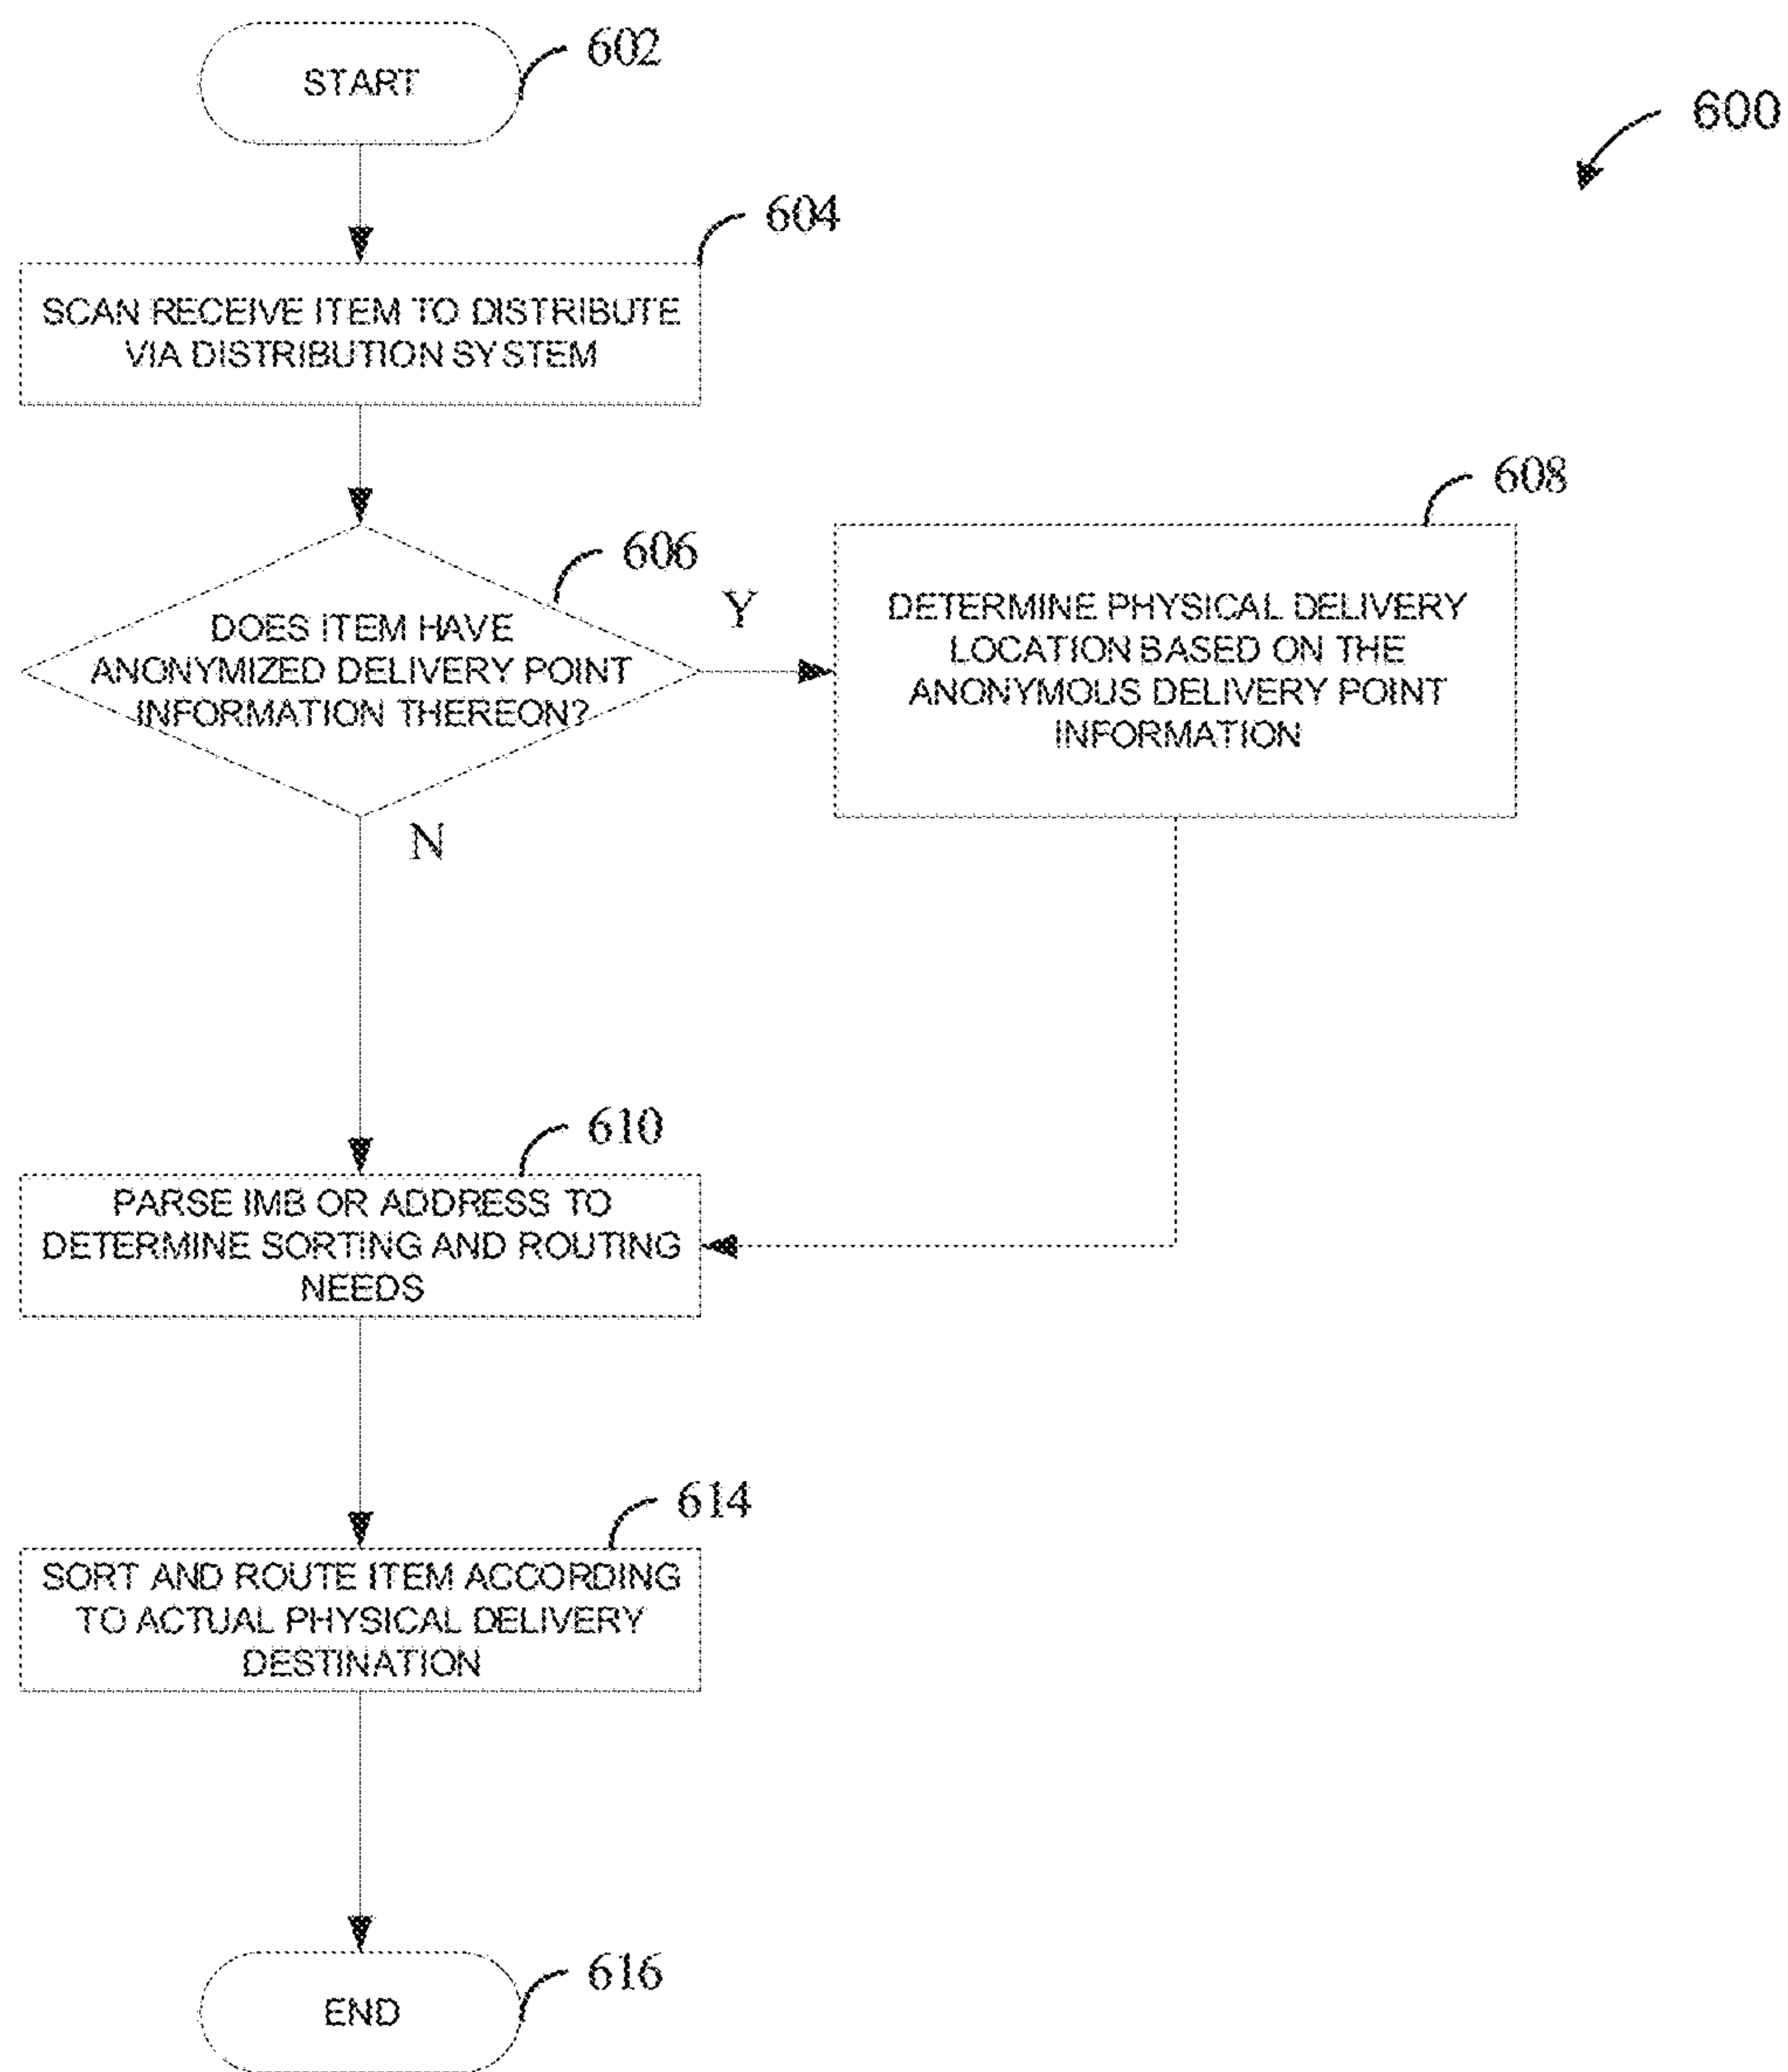 START
602
600
604
SCAN RECEIVE ITEM TO DISTRIBUTE
VIA DISTRIBUTION SYSTEM
606
DOES ITEM HAVE
ANONYMIZED DELIVERY POINT
INFORMATION THEREON?
Y
N
608
DETERMINE PHYSICAL DELIVERY
LOCATION BASED ON THE
ANONYMOUS DELIVERY POINT
INFORMATION
610
PARSE IMB OR ADDRESS TO
DETERMINE SORTING AND ROUTING
NEEDS
614
SORT AND ROUTE ITEM ACCORDING
TO ACTUAL PHYSICAL DELIVERY
DESTINATION
END
616